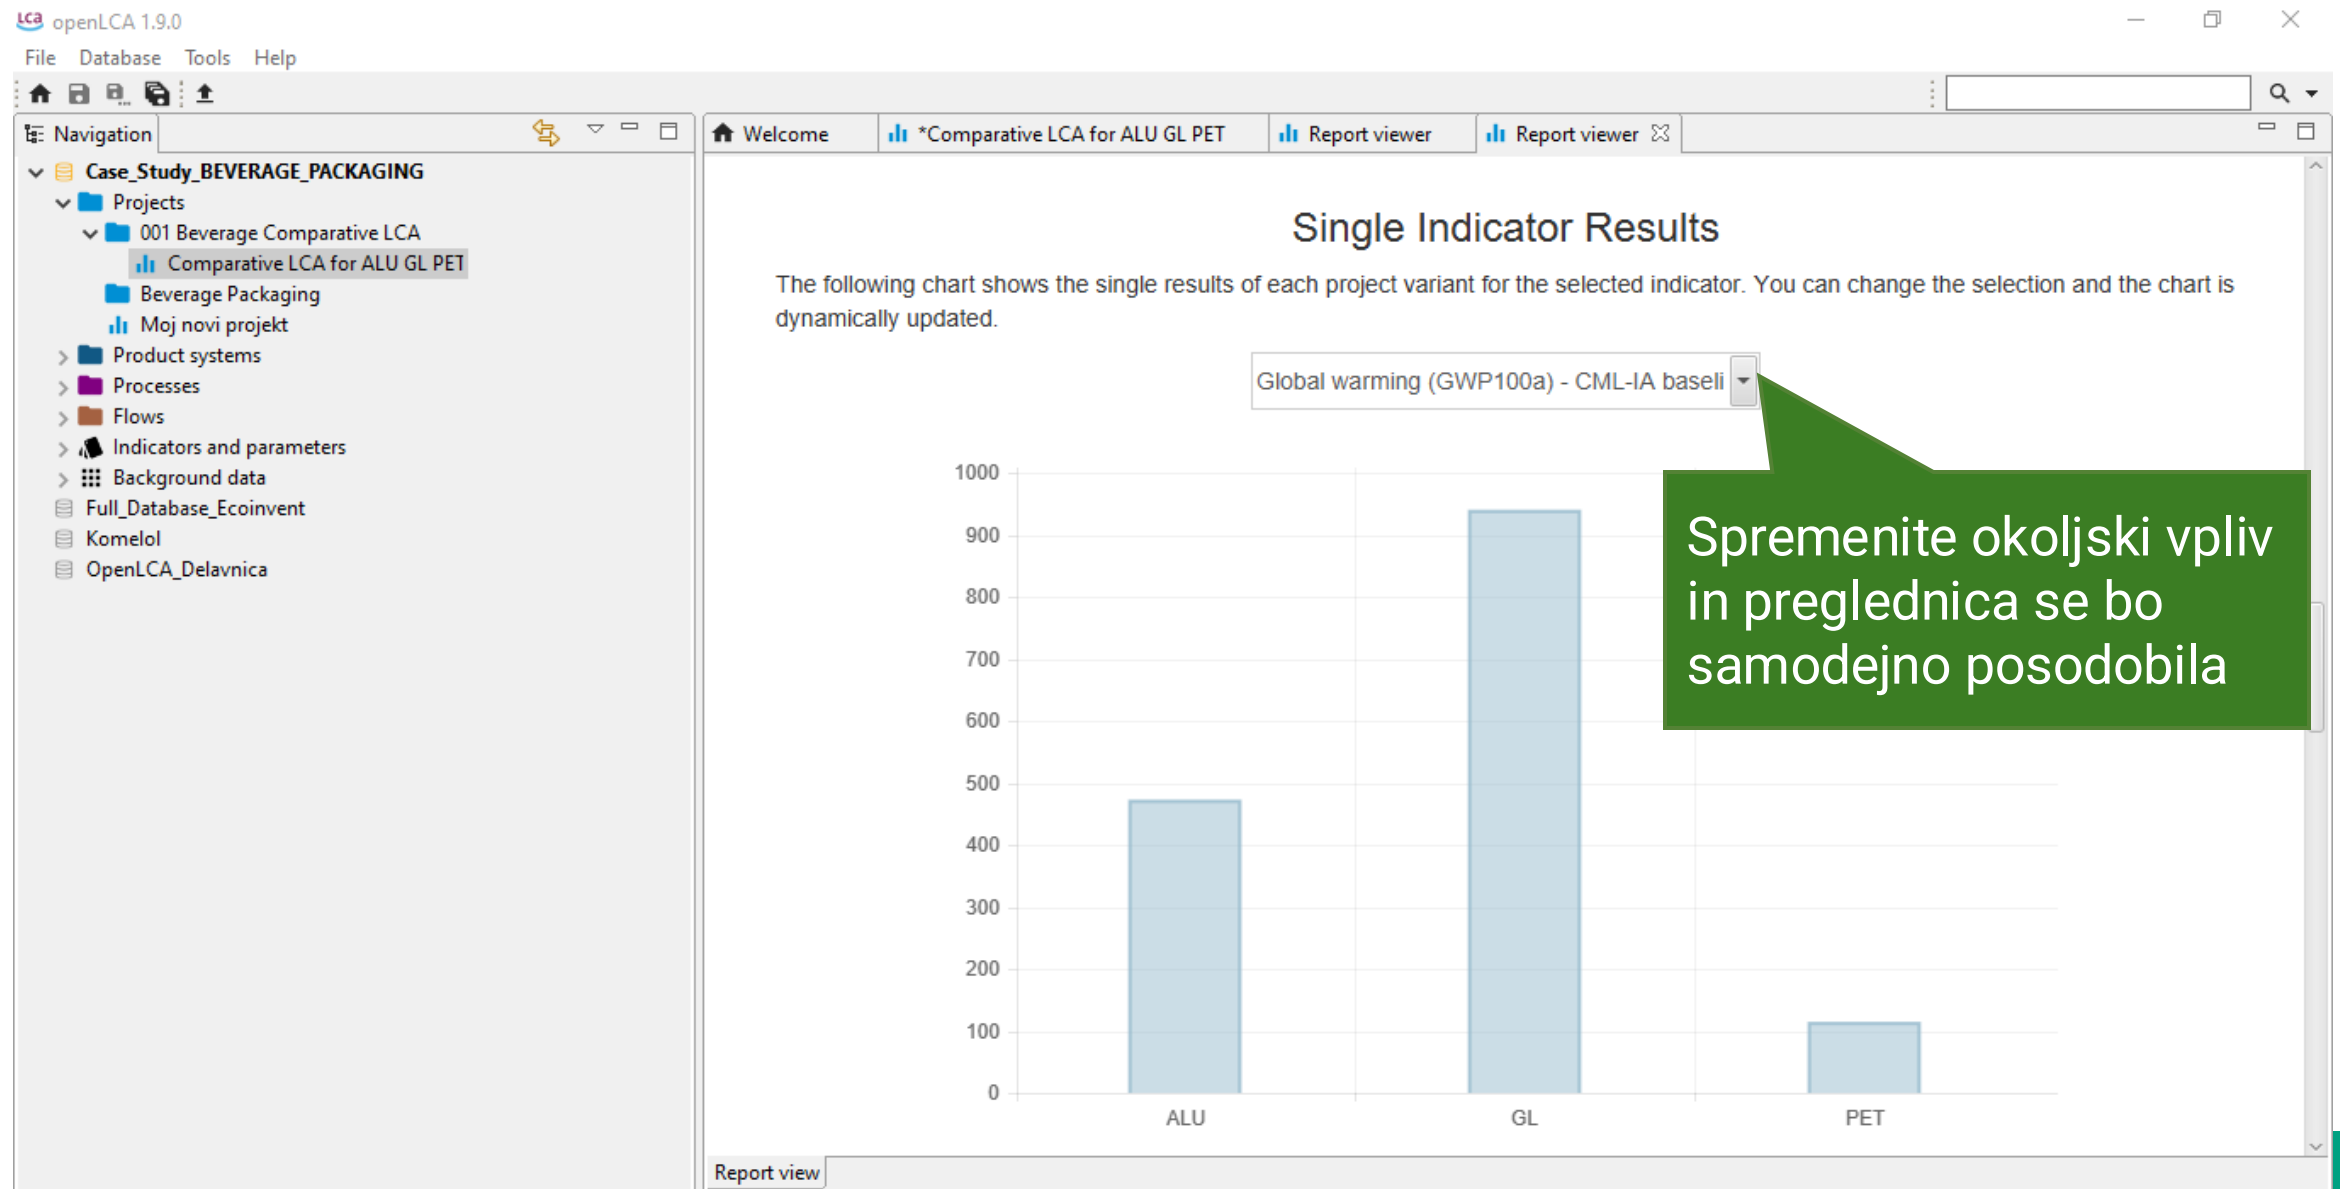 LCa openLCA 1.9.0
File Database Tools Help
Navigation
Case_Study_BEVERAGE_PACKAGING
Projects
001 Beverage Comparative LCA
Comparative LCA for ALU GL PET
Beverage Packaging
Moj novi projekt
Product systems
Processes
Flows
Indicators and parameters
Background data
Full_Database_Ecoinvent
Komelol
OpenLCA_Delavnica
Welcome *Comparative LCA for ALU GL PET Report viewer Report viewer
Single Indicator Results
The following chart shows the single results of each project variant for the selected indicator. You can change the selection and the chart is
dynamically updated.
Global warming (GWP100a) - CML-IA baseli
Spremenite okoljski vpliv
in preglednica se bo
samodejno posodobila
1000
900
800
700
600
500
400
300
200
100
0
ALU GL PET
Report view